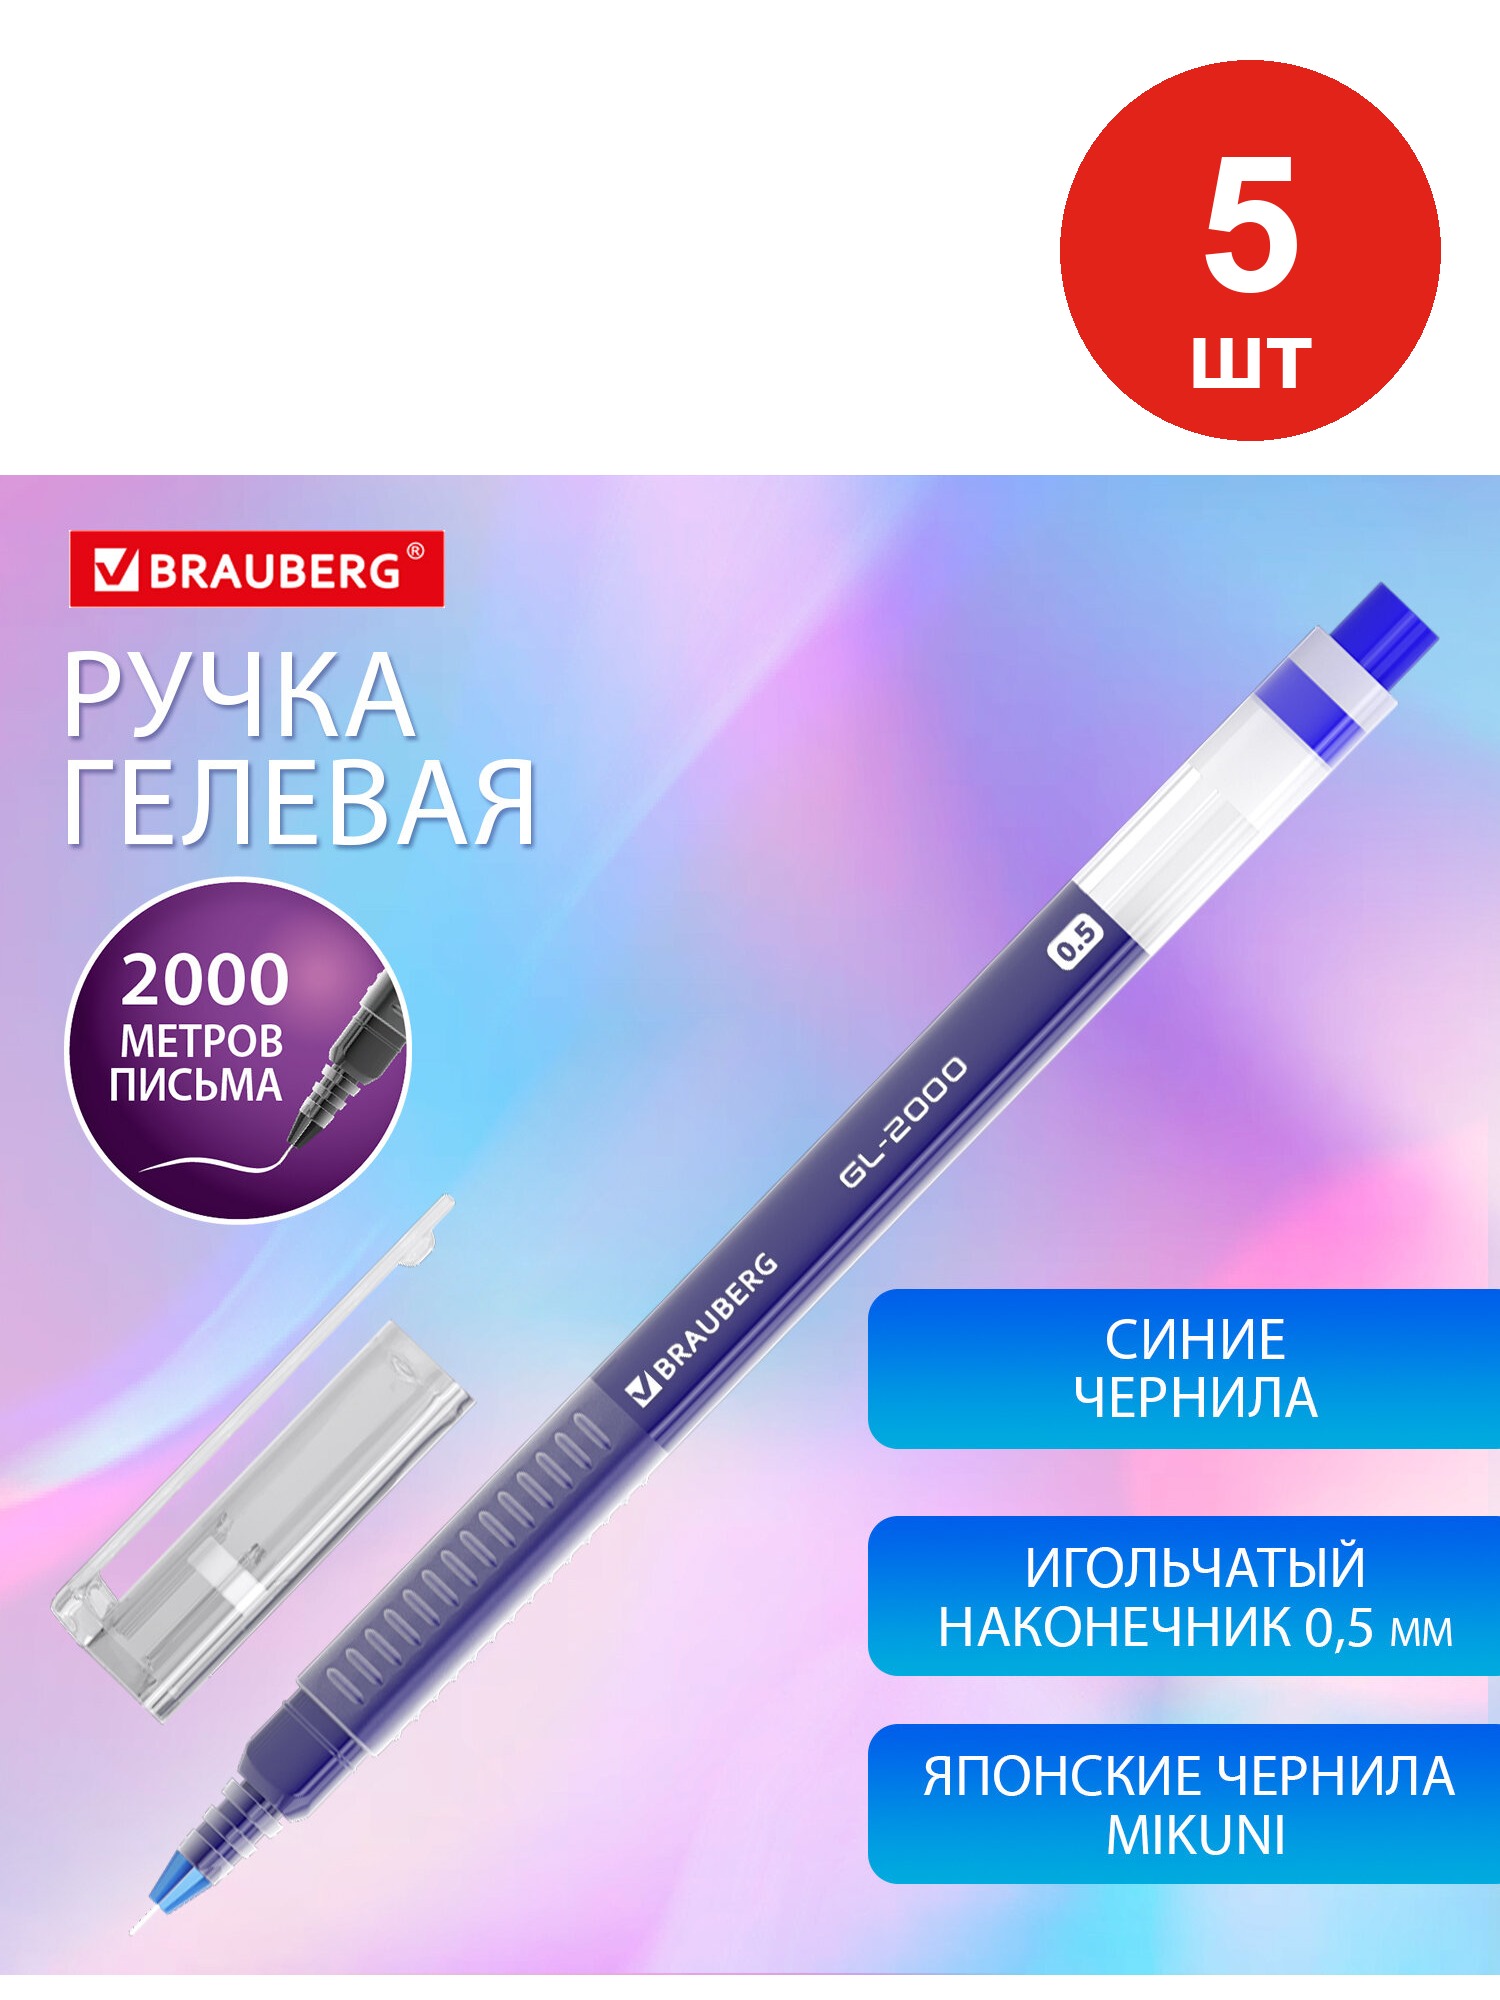 5
шт
BRAUBERG®
РУЧКА
ГЕЛЕВАЯ
2000
МЕТРОВ
ПИСЬМА
0.5
GL-2000
BRAUBERG
СИНИЕ
ЧЕРНИЛА
ИГОЛЬЧАТЫЙ
НАКОНЕЧНИК 0,5 мм
ЯПОНСКИЕ ЧЕРНИЛА
MIKUNI